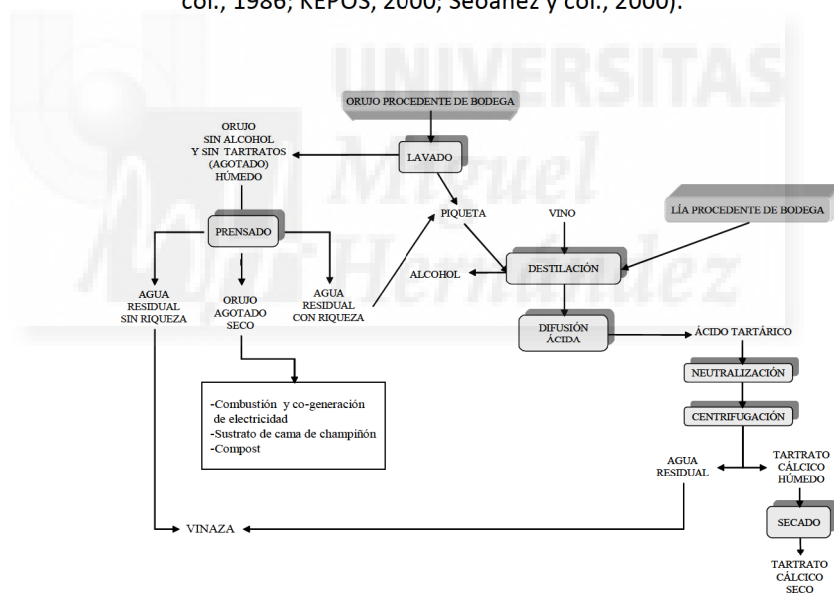 col., 1986; KEPOS, 2000; Seoánez y col., 2000).
UNIVERSITAS
Miguel
Hernández
ORUJO PROCEDENTE DE BODEGA
ORUJO
SIN ALCOHOL
Y SIN TARTRATOS
(AGOTADO)
HÚMEDO
LAVADO
PIQUETA
VINO
LÍA PROCEDENTE DE BODEGA
PRENSADO
ALCOHOL
DESTILACIÓN
AGUA
RESIDUAL
SIN RIQUEZA
ORUJO
AGOTADO
SECO
AGUA
RESIDUAL
CON RIQUEZA
DIFUSIÓN
ÁCIDA
ÁCIDO TARTÁRICO
NEUTRALIZACIÓN
CENTRIFUGACIÓN
-Combustión y co-generación
de electricidad
-Sustrato de cama de champiñón
-Compost
AGUA
RESIDUAL
TARTRATO
CÁLCICO
HÚMEDO
VINAZA
SECADO
TARTRATO
CÁLCICO
SECO